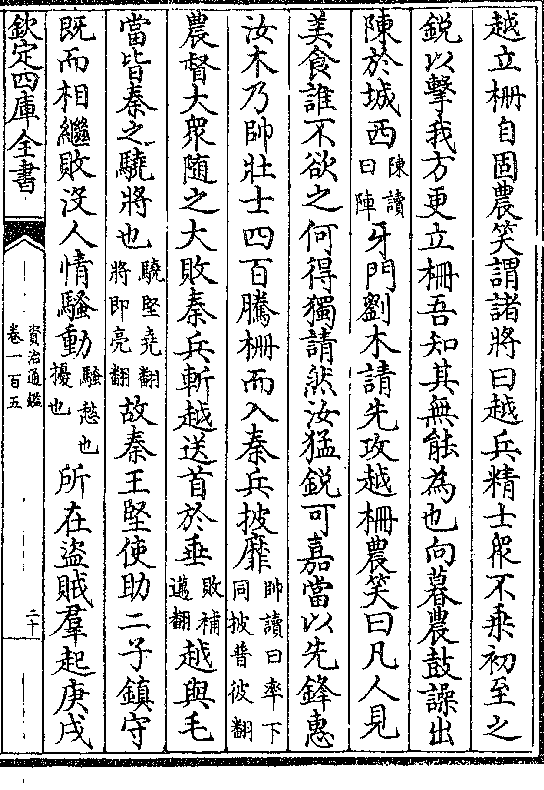 越立柵自固農笑謂諸將曰越兵精士衆不乗初至之
鋭以擊我方更立柵吾知其無能為也向暮農鼓譟出
陳於城西陳讀曰陣牙門劉木請先攻越柵農笑曰凡人見
美食誰不欲之何得獨請然汝猛鋭可嘉當以先鋒惠
汝木乃帥壯士四百騰柵而入秦兵披靡帥讀曰率下同披普彼翻
農督大衆隨之大敗秦兵斬越送首於垂敗補邁翻越與毛
當皆秦之驍將也驍堅堯翻將即亮翻故秦王堅使助二子鎮守
既而相繼敗没人情騷動騷愁也擾也所在盜賊羣起庚戌
欽定四庫全書
資治通鑑
卷一百五
二十